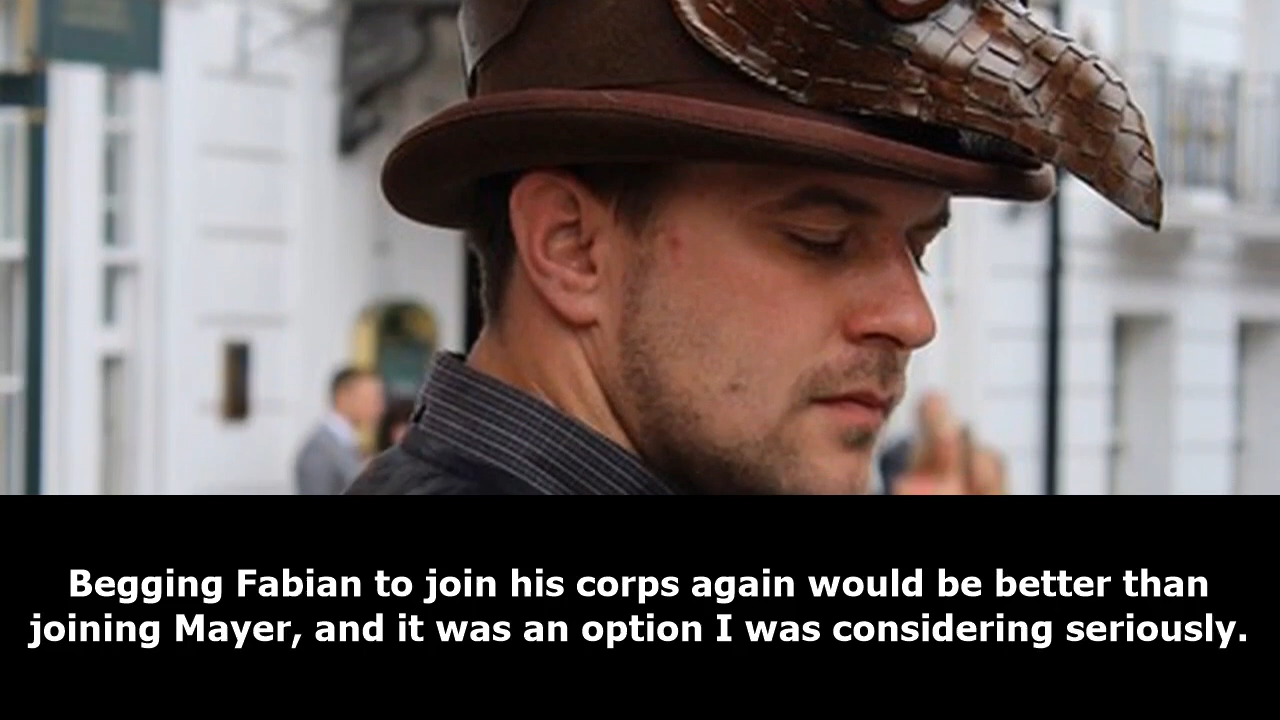 Begging Fabian to join his corps again would be better than
joining Mayer, and it was an option I was considering seriously.